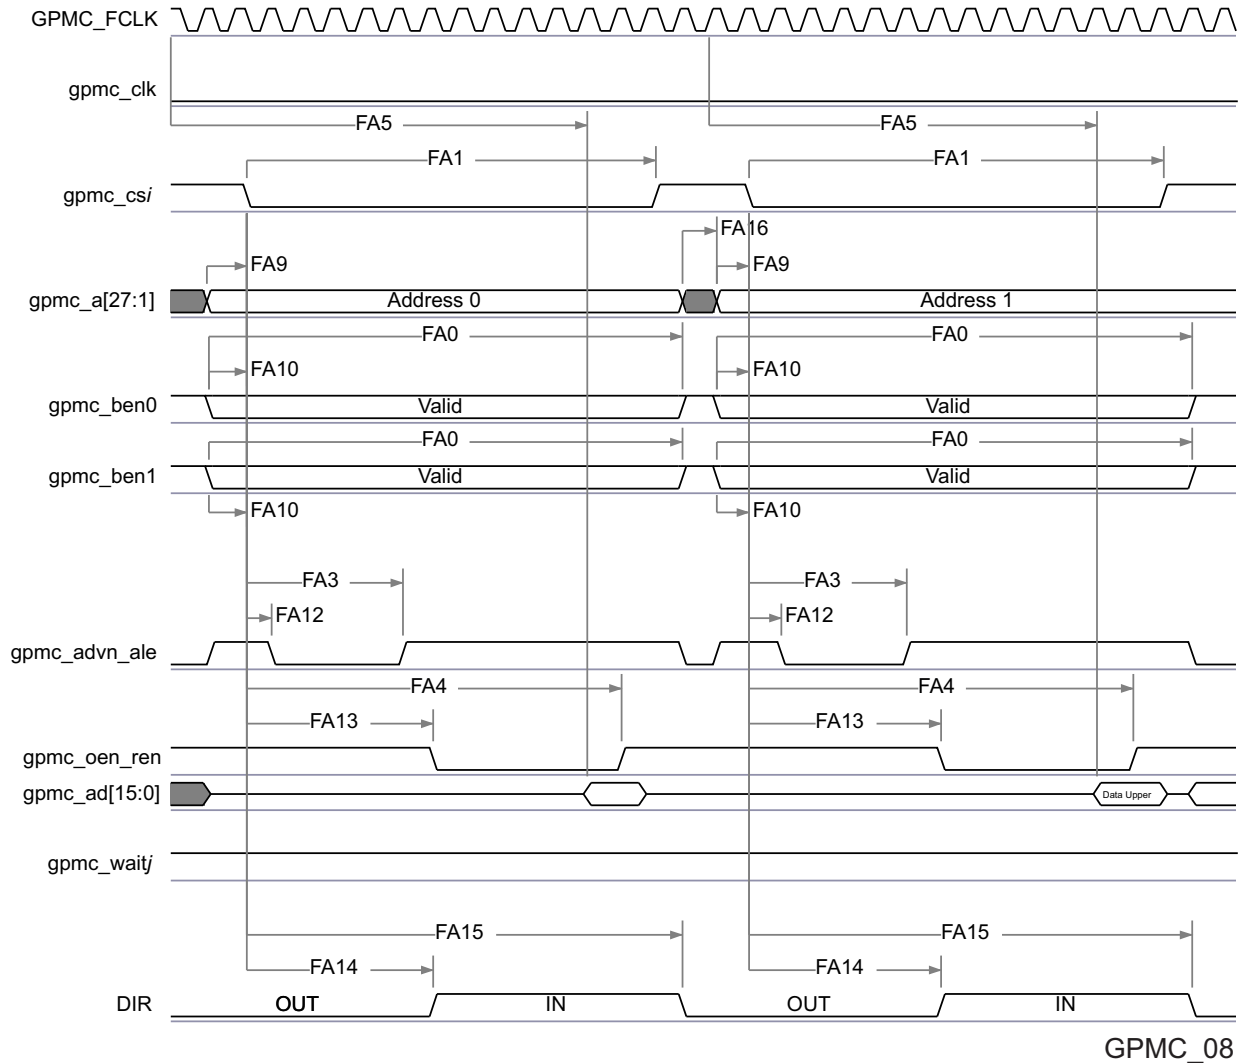 GPMC_FCLK
gpmc_clk
FA5 FA5
FA1 FA1
gpmc_csi
FA16
FA9 FA9
gpmc_a[27:1] Address 0 Address 1
FA0 FA0
FA10 FA10
gpmc_ben0 Valid Valid
FA0 FA0
gpmc_ben1 Valid Valid
FA10 FA10
FA3 FA3
FA12 FA12
gpmc_advn_ale
FA4 FA4
FA13 FA13
gpmc_oen_ren
gpmc_ad[15:0] Data Upper
gpmc_waitj
FA15 FA15
FA14 FA14
DIR OUT IN OUT IN
GPMC_08